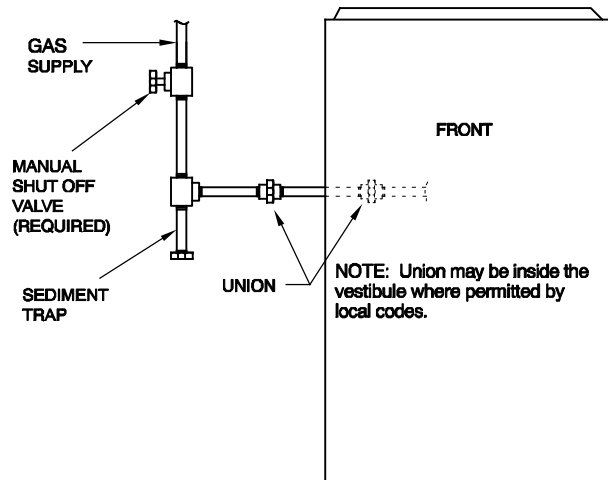 GAS
SUPPLY
FRONT
MANUAL
SHUT OFF
VALVE
(REQUIRED)
SEDIMENT
TRAP
UNION
NOTE: Union may be inside the
vestibule where permitted by
local codes.